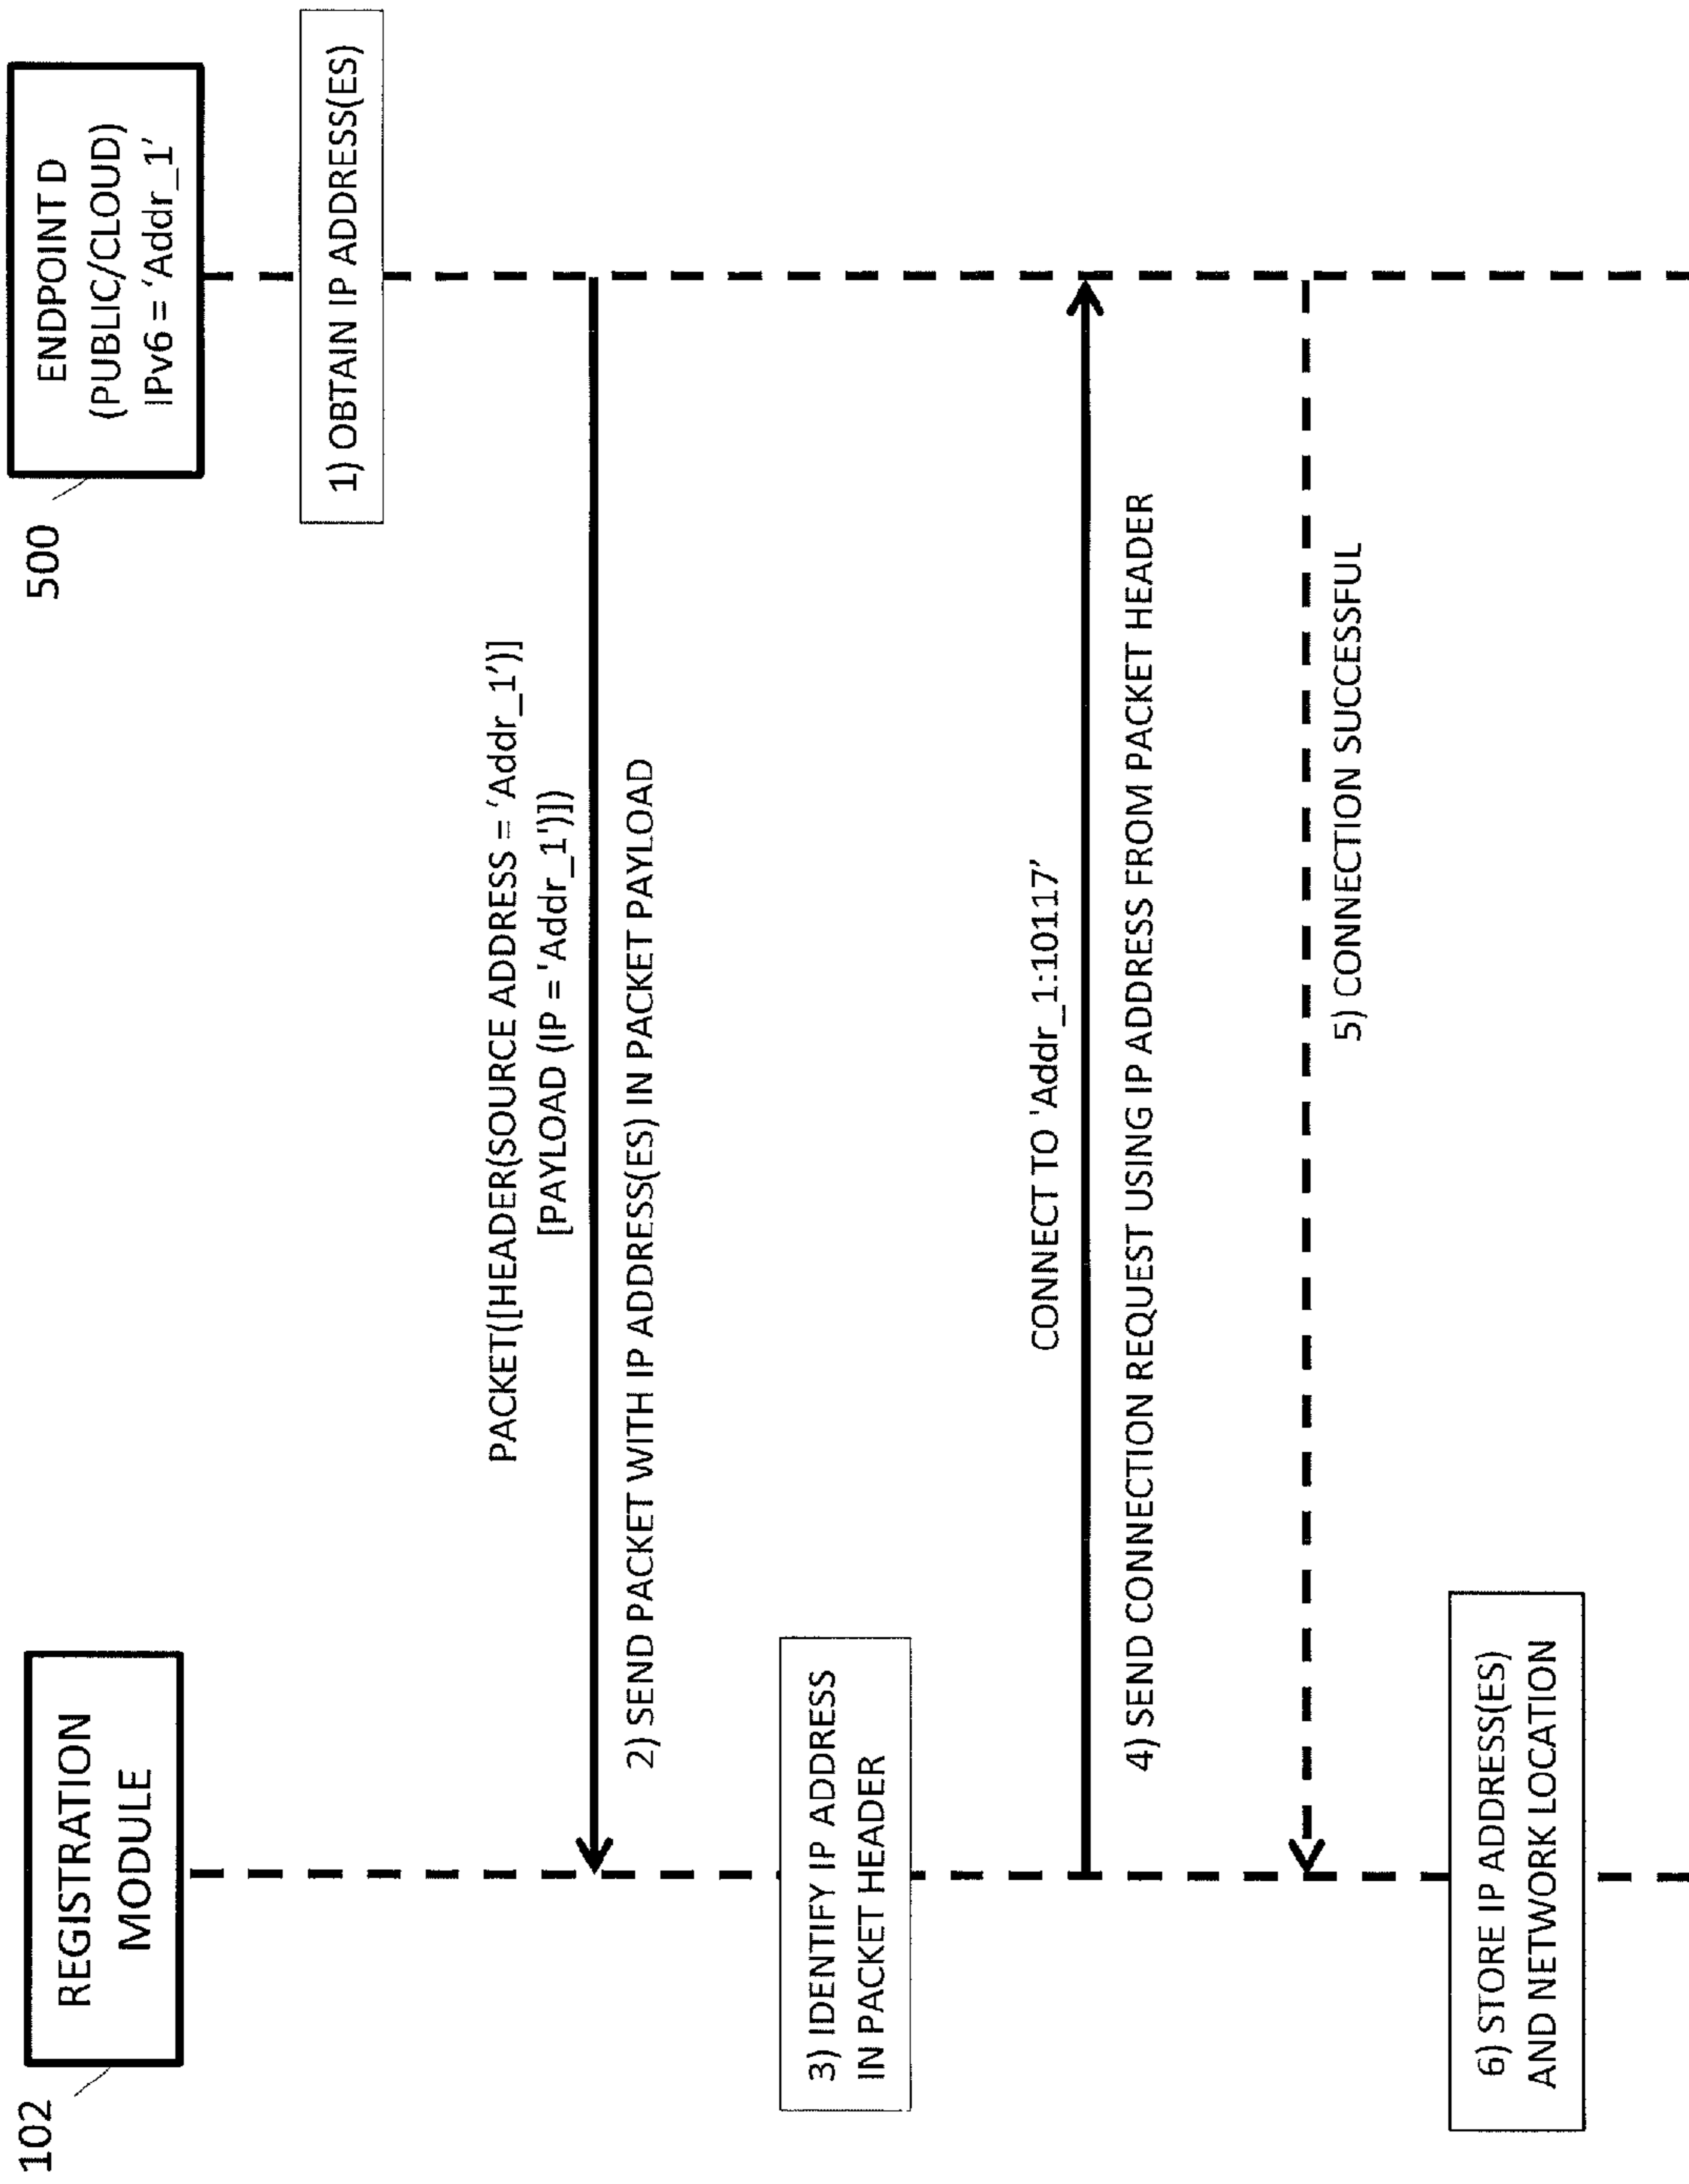 102
REGISTRATION
MODULE
500
ENDPOINT D
(PUBLIC/CLOUD)
IPv6 = ‘Addr_1’
1) OBTAIN IP ADDRESS(ES)
PACKET([HEADER(SOURCE ADDRESS = ‘Addr_1’)]
[PAYLOAD (IP = 'Addr_1')])
2) SEND PACKET WITH IP ADDRESS(ES) IN PACKET PAYLOAD
3) IDENTIFY IP ADDRESS
IN PACKET HEADER
CONNECT TO 'Addr_1:10117’
4) SEND CONNECTION REQUEST USING IP ADDRESS FROM PACKET HEADER
5) CONNECTION SUCCESSFUL
6) STORE IP ADDRESS(ES)
AND NETWORK LOCATION